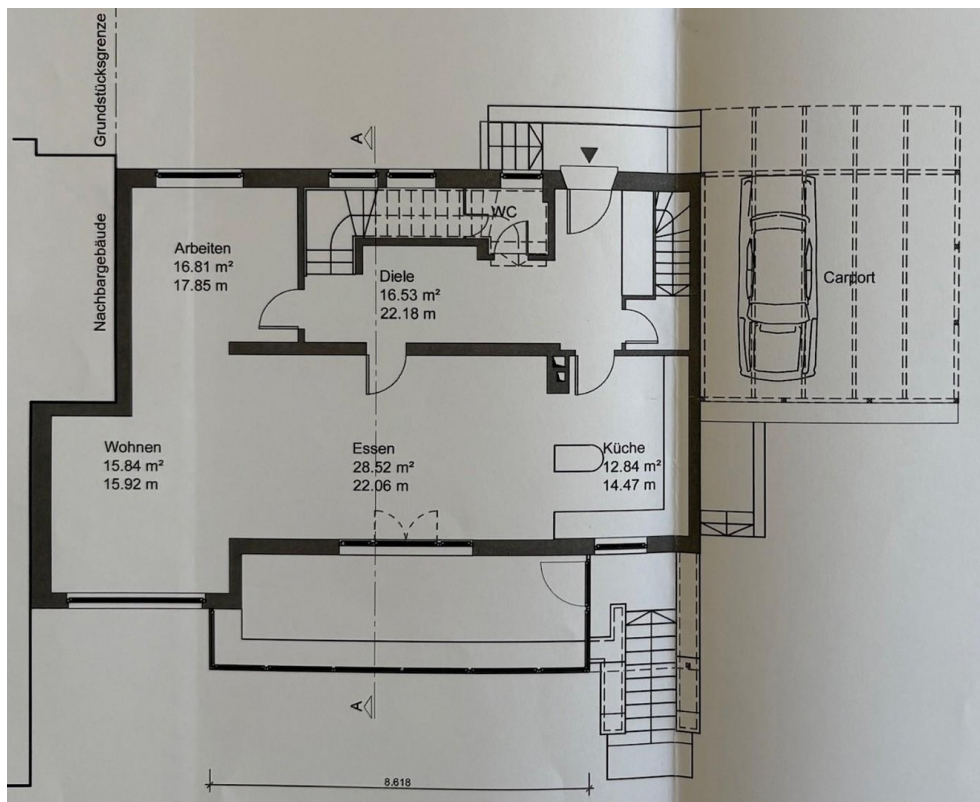 Grundstücksgrenze
A
WC
Arbeiten
16.81 m²
17.85 m
Diele
16.53 m²
22.18 m
Carport
Nachbargebäude
Wohnen
15.84 m²
15.92 m
Essen
28.52 m²
22.06 m
Küche
12.84 m²
14.47 m
A
8.618